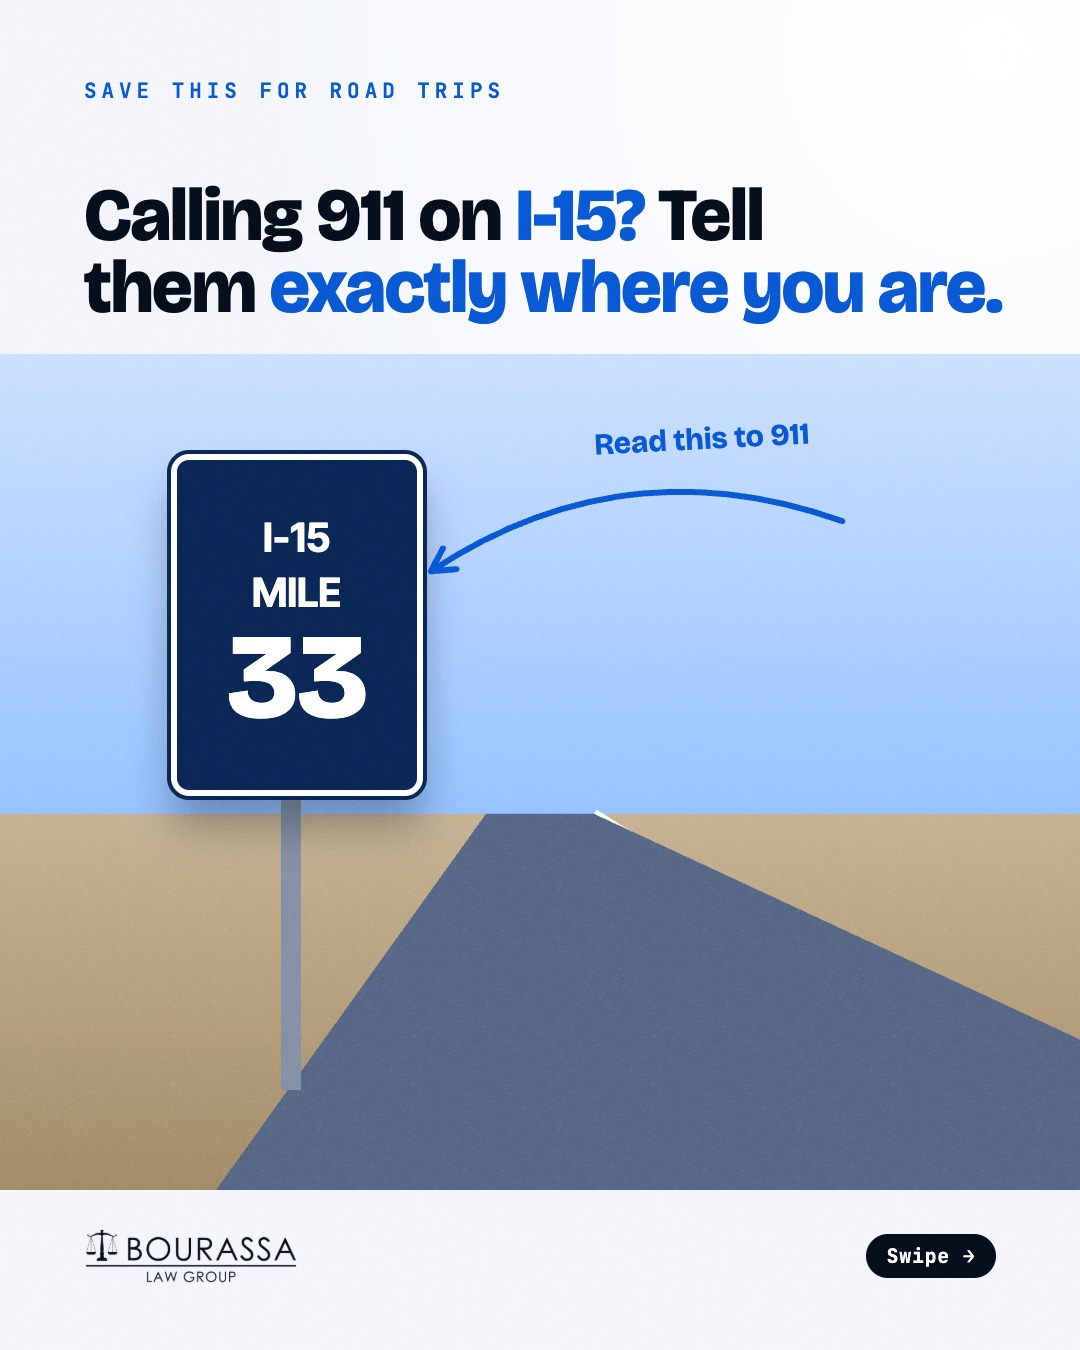 SAVE THIS FOR ROAD TRIPS
Calling 911 on I-15? Tell
them exactly where you are.
Read this to 911
I-15
MILE
33
BOURASSA
LAW GROUP
Swipe →